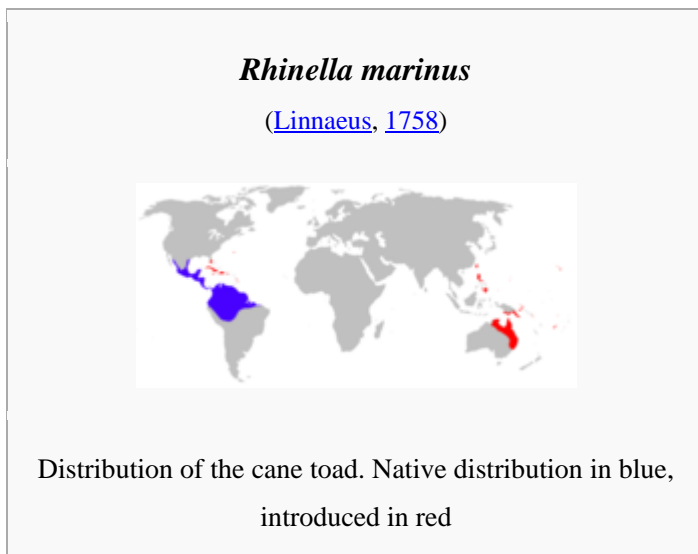 Rhinella marinus
(Linnaeus, 1758)
Distribution of the cane toad. Native distribution in blue,
introduced in red